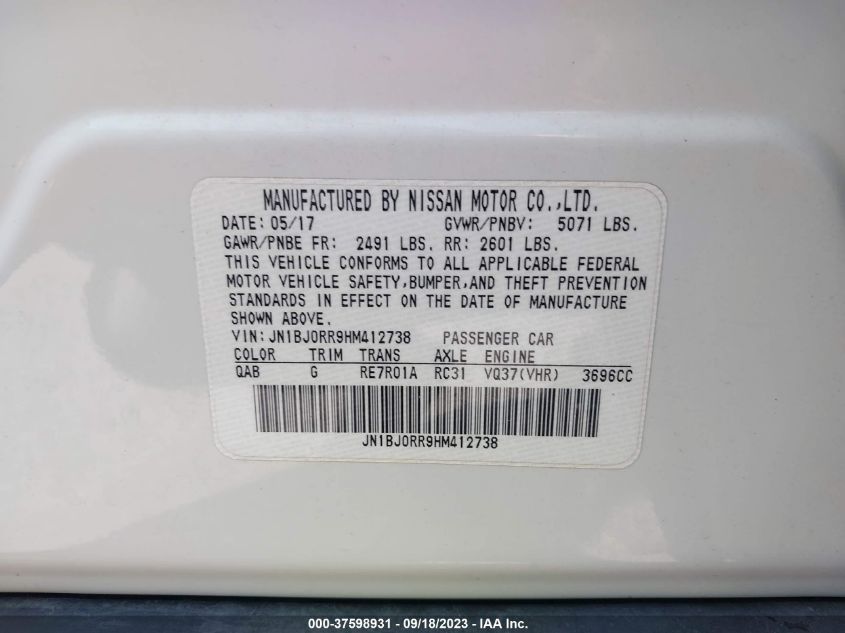 MANUFACTURED BY NISSAN MOTOR CO.,LTD.
DATE: 05/17 GVWR/PNBV: 5071 LBS.
GAWR/PNBE FR: 2491 LBS. RR: 2601 LBS.
THIS VEHICLE CONFORMS TO ALL APPLICABLE FEDERAL
MOTOR VEHICLE SAFETY,BUMPER,AND THEFT PREVENTION
STANDARDS IN EFFECT ON THE DATE OF MANUFACTURE
SHOWN ABOVE.
VIN:JN1BJ0RR9HM412738 PASSENGER CAR
COLOR TRIM TRANS AXLE ENGINE
QAB G RE7R01A RC31 VQ37(VHR) 3696CC
JN1BJ0RR9HM412738
000-37598931 - 09/18/2023 - IAA Inc.